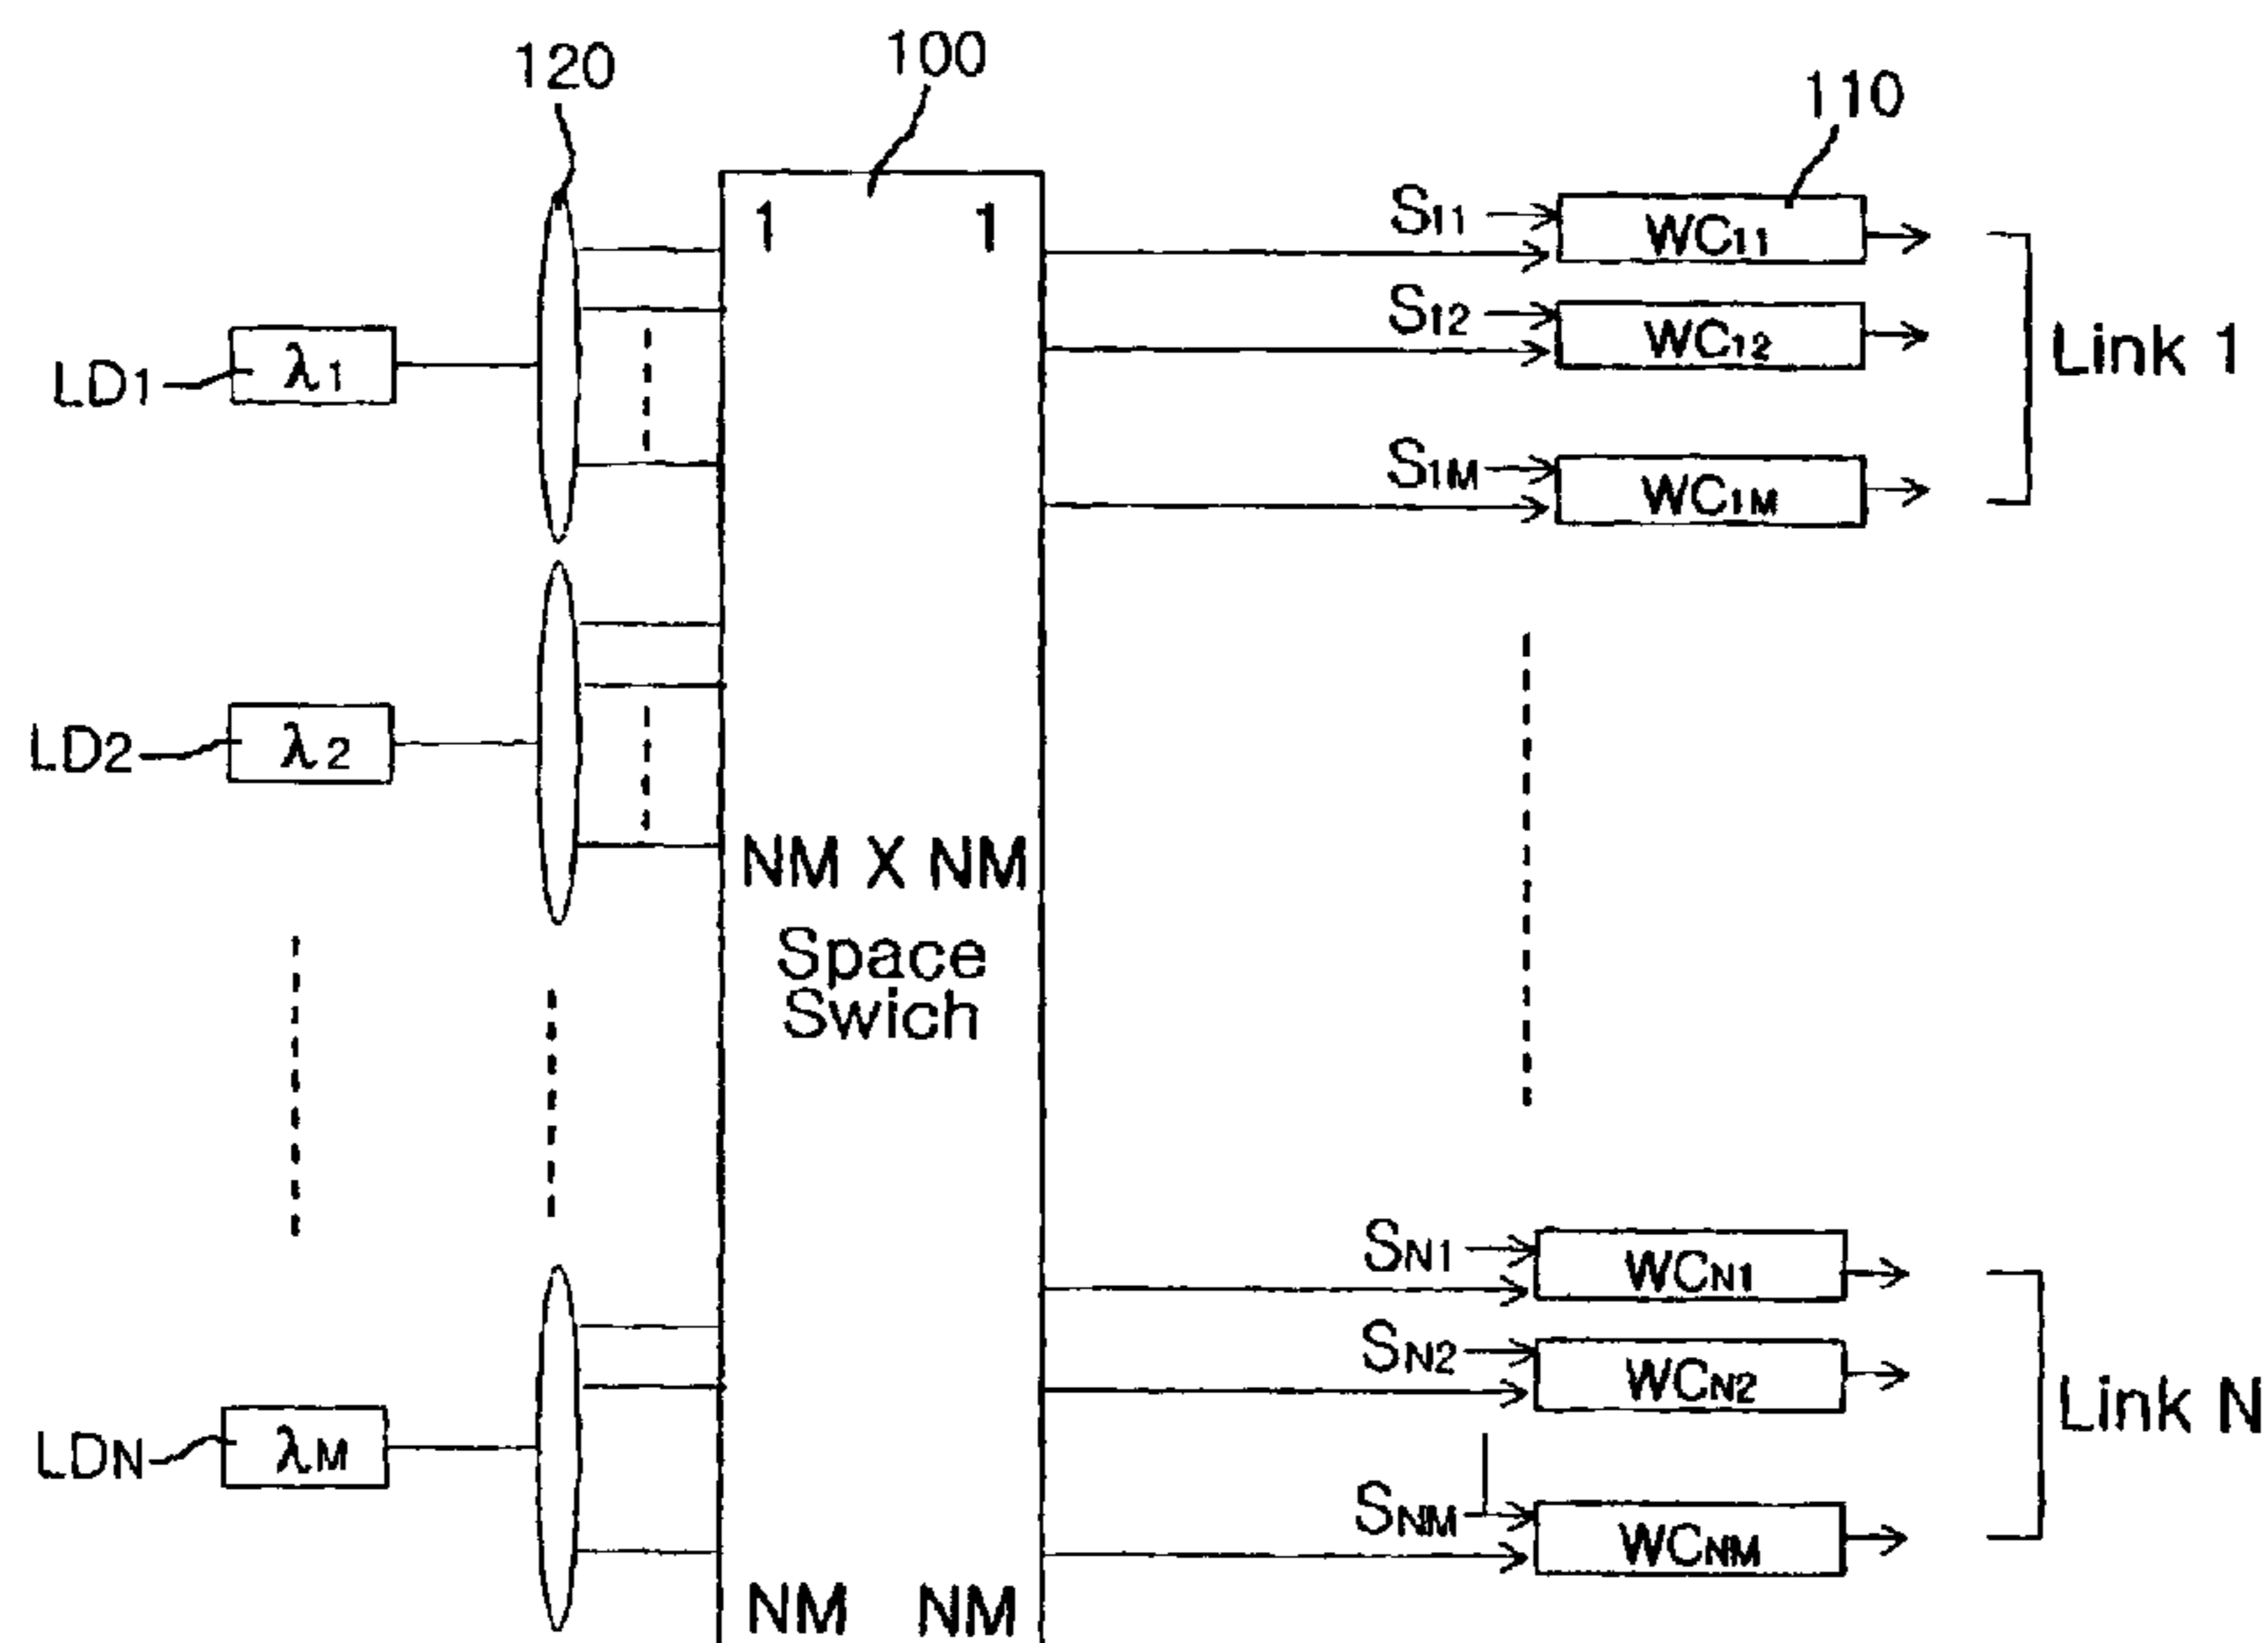 120
100
110
1 1
S11
WC11
S12
WC12
Link 1
LD1
λ1
S1M
WC1M
LD2
λ2
NM X NM
Space
Swich
SN1
WCN1
SN2
WCN2
Link N
LDN
λM
SNM
WCNM
NM NM